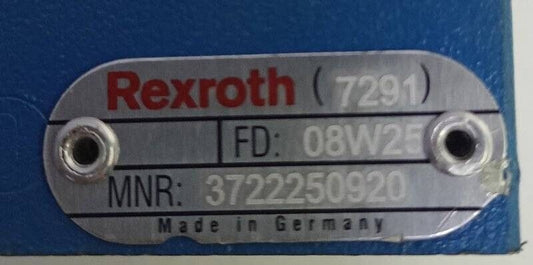 Rexroth (7291)
FD: 08W25
MNR: 3722250920
Made in Germany